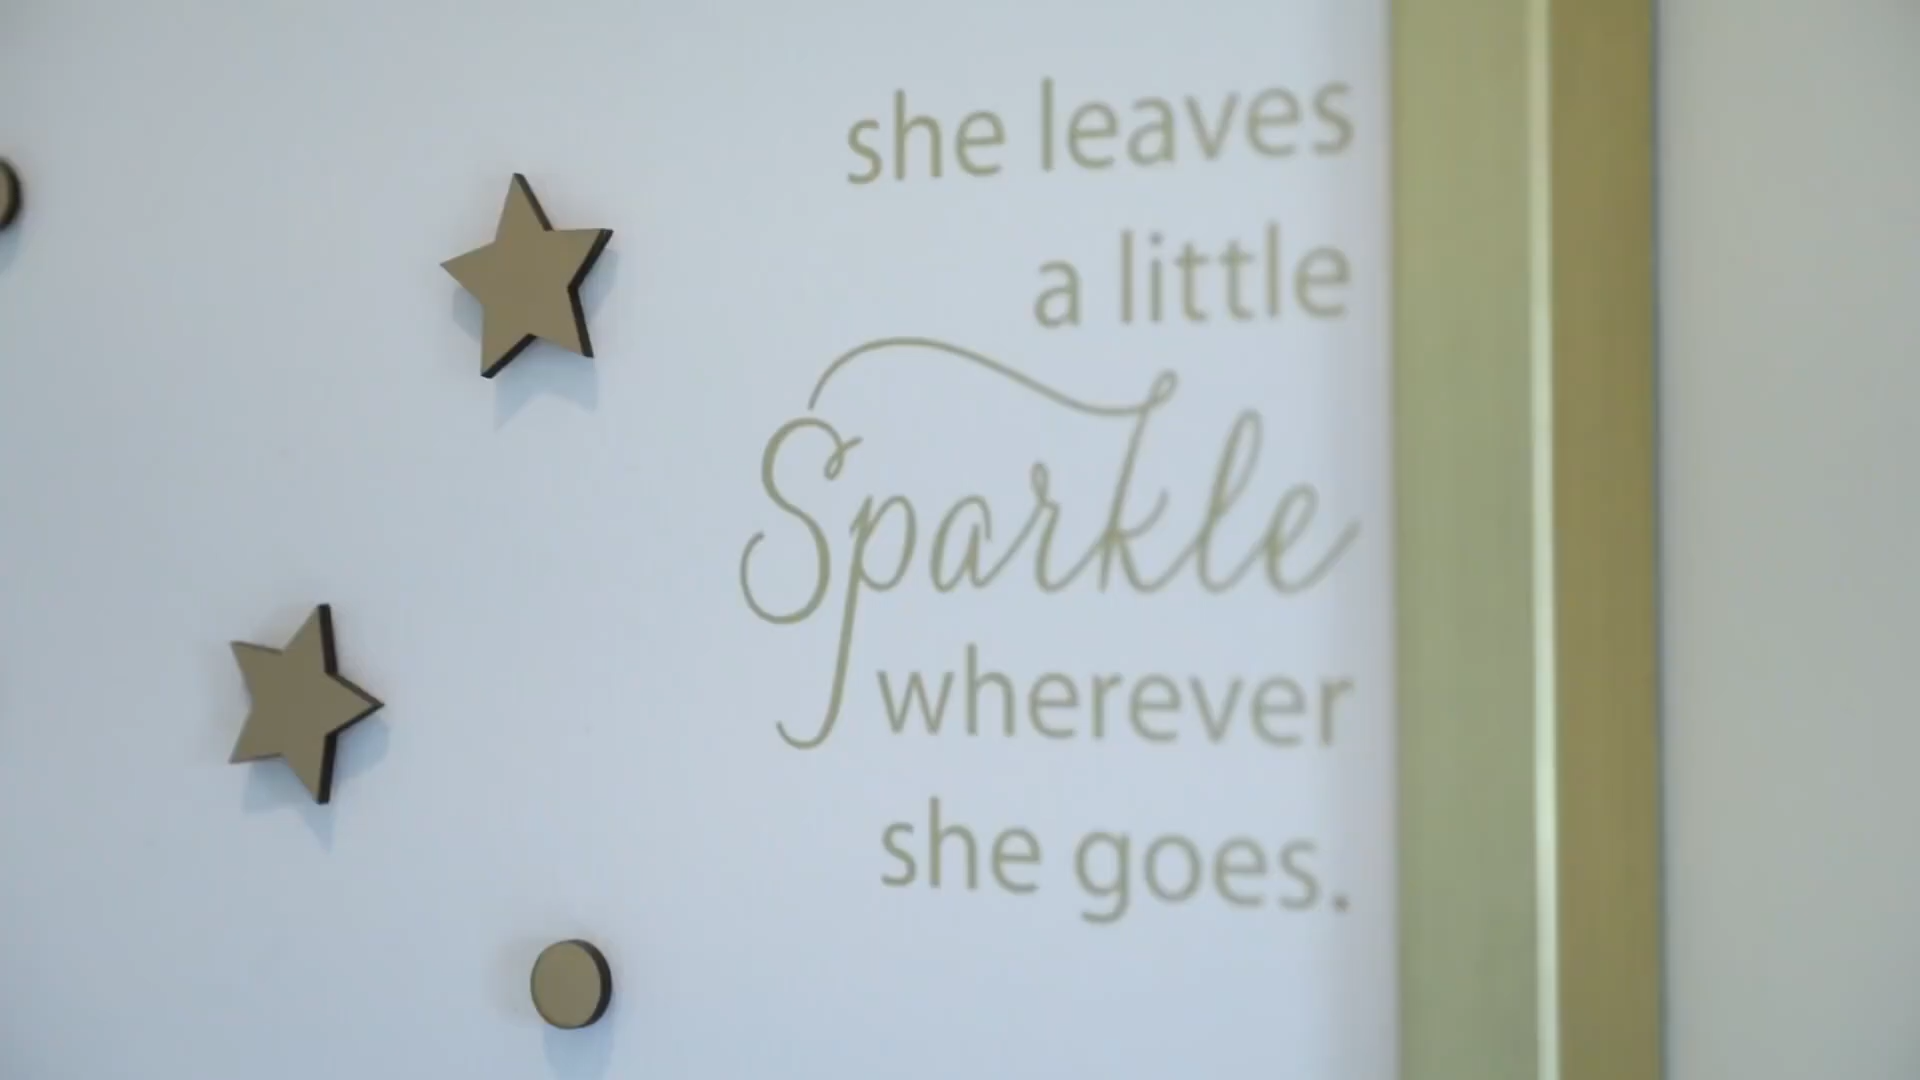 she leaves
a little
Sparkle
wherever
she goes.